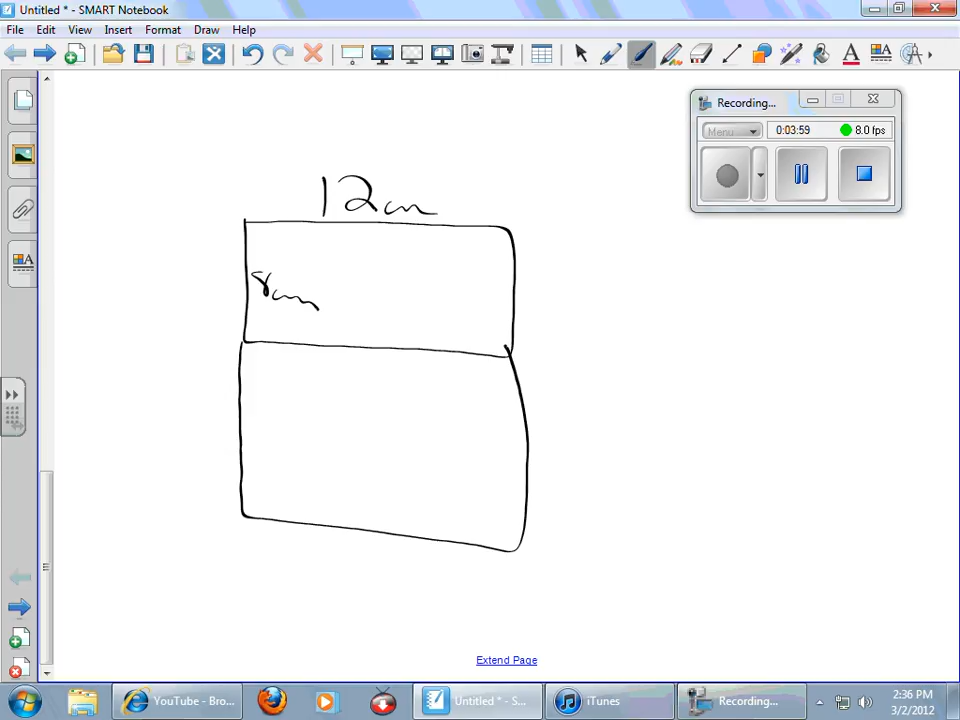 Untitled * - SMART Notebook
File Edit View Insert Format Draw Help
Recording...
Menu 0:03:59 8.0 fps
12cm
8cm
Extend Page
YouTube - Bro... Untitled * - S... iTunes Recording... 2:36 PM
3/2/2012